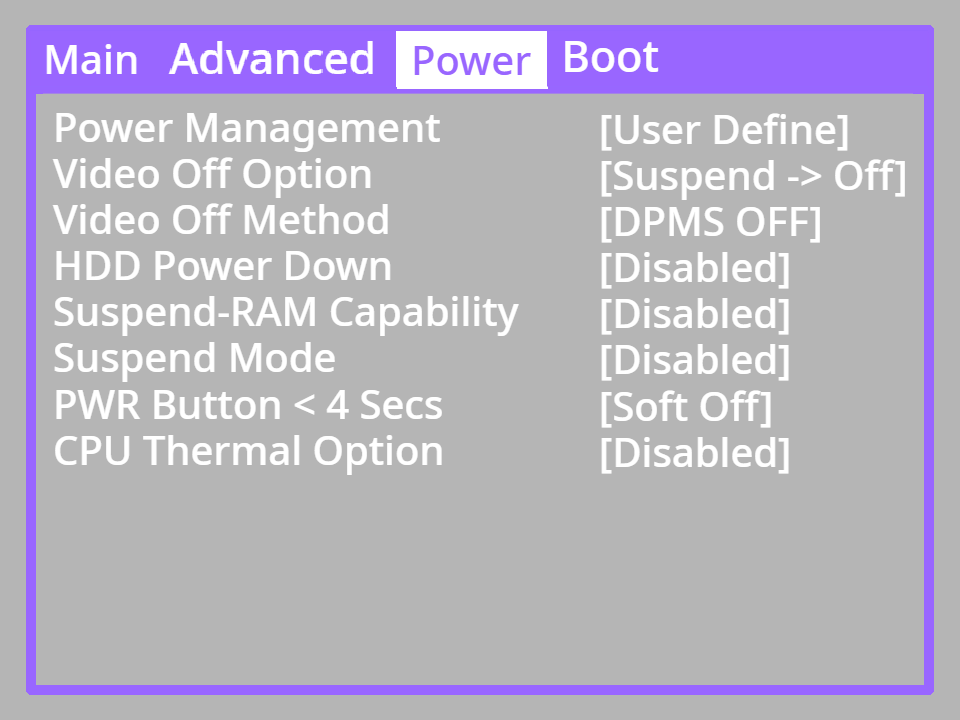 Main Advanced Power Boot
Power Management [User Define]
Video Off Option [Suspend -> Off]
Video Off Method [DPMS OFF]
HDD Power Down [Disabled]
Suspend-RAM Capability [Disabled]
Suspend Mode [Disabled]
PWR Button < 4 Secs [Soft Off]
CPU Thermal Option [Disabled]